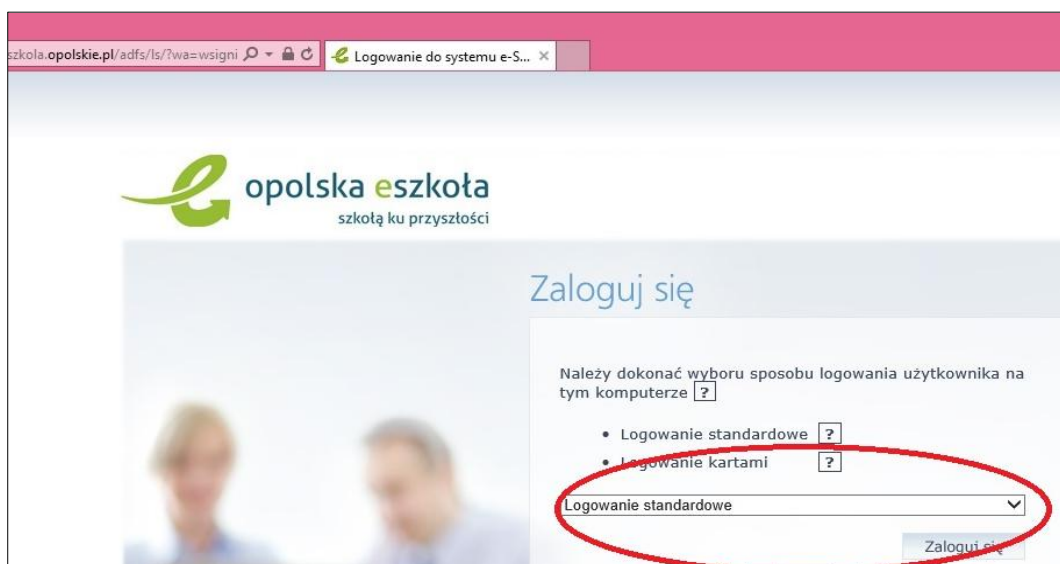 szkola.opolskie.pl/adfs/ls/?wa=wsigni
Logowanie do systemu e-S...
opolska eszkoła
szkołą ku przyszłości
Zaloguj się
Należy dokonać wyboru sposobu logowania użytkownika na
tym komputerze ?
• Logowanie standardowe ?
• Logowanie kartami ?
Logowanie standardowe
Zaloguj się